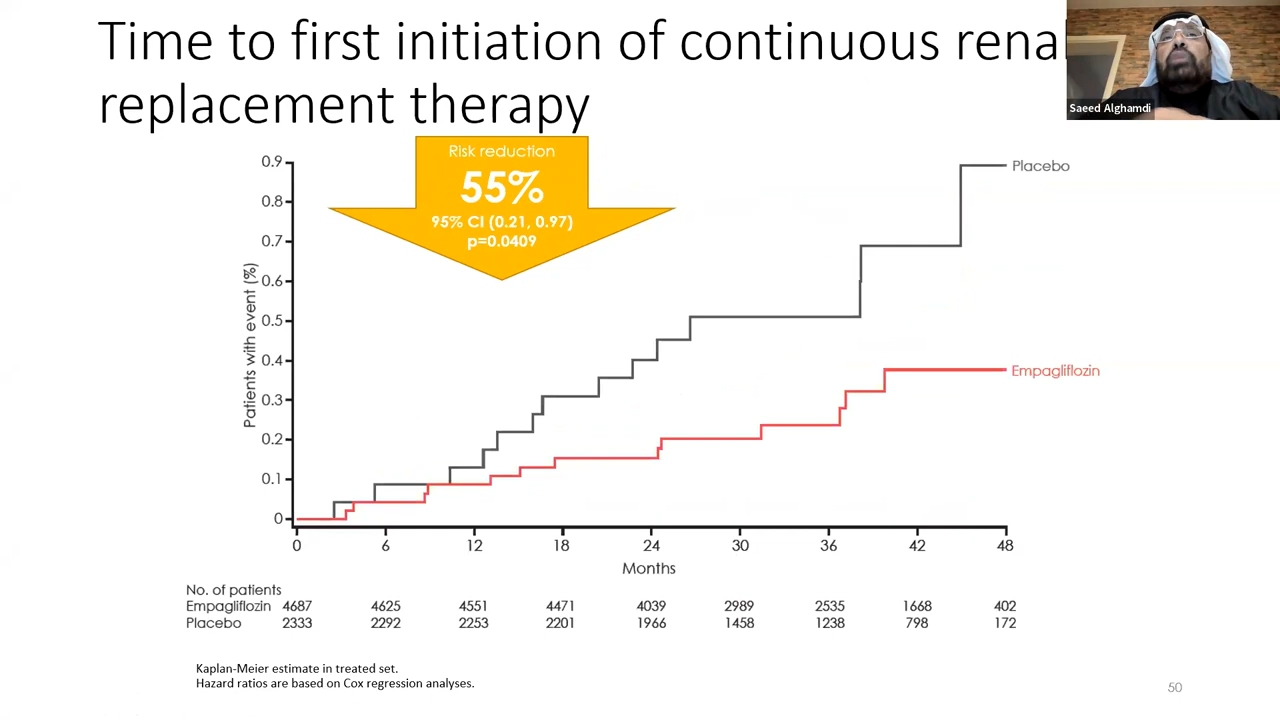 Time to first initiation of continuous renal
replacement therapy
Saeed Alghamdi
Risk reduction
55%
95% CI (0.21, 0.97)
p=0.0409
Patients with event (%)
0.9
0.8
0.7
0.6
0.5
0.4
0.3
0.2
0.1
0
Placebo
Empagliflozin
0 6 12 18 24 30 36 42 48
Months
No. of patients
Empagliflozin 4687 4625 4551 4471 4039 2989 2535 1668 402
Placebo 2333 2292 2253 2201 1966 1458 1238 798 172
Kaplan-Meier estimate in treated set.
Hazard ratios are based on Cox regression analyses.
50